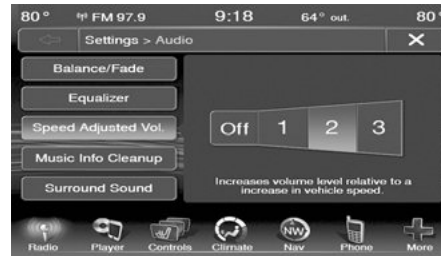 80° FM 97.9 9:18 64° out. 80°
Settings > Audio
Balance/Fade
Equalizer
Speed Adjusted Vol.
Off 1 2 3
Music Info Cleanup
Surround Sound
Increases volume level relative to a
increase in vehicle speed.
Radio Player Controls Climate NW Nav Phone More